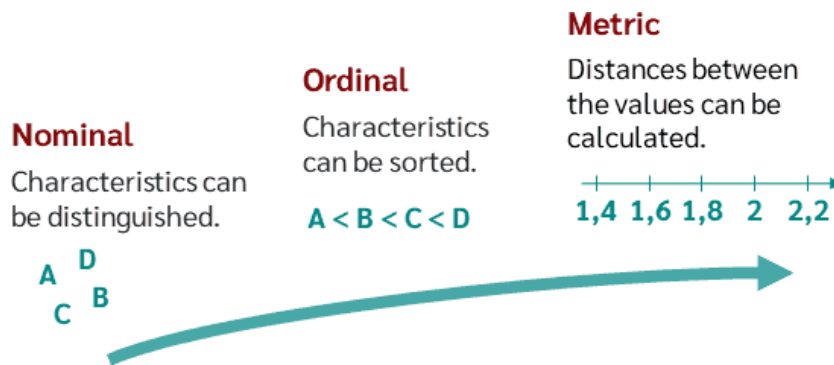 Nominal
Characteristics can
be distinguished.
A
D
C
B
Ordinal
Characteristics
can be sorted.
A < B < C < D
Metric
Distances between
the values can be
calculated.
1,4 1,6 1,8 2 2,2